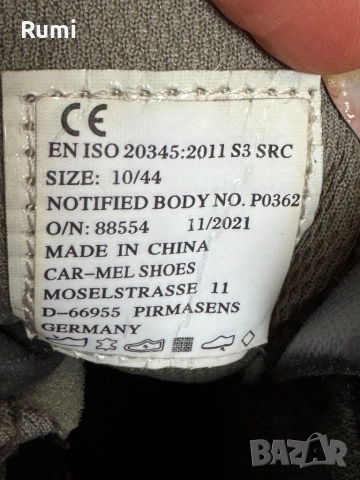 Rumi
CE
EN ISO 20345:2011 S3 SRC
SIZE: 10/44
NOTIFIED BODY NO. P0362
O/N: 88554 11/2021
MADE IN CHINA
CAR-MEL SHOES
MOSELSTRASSE 11
D-66955 PIRMASENS
GERMANY
BAZAR